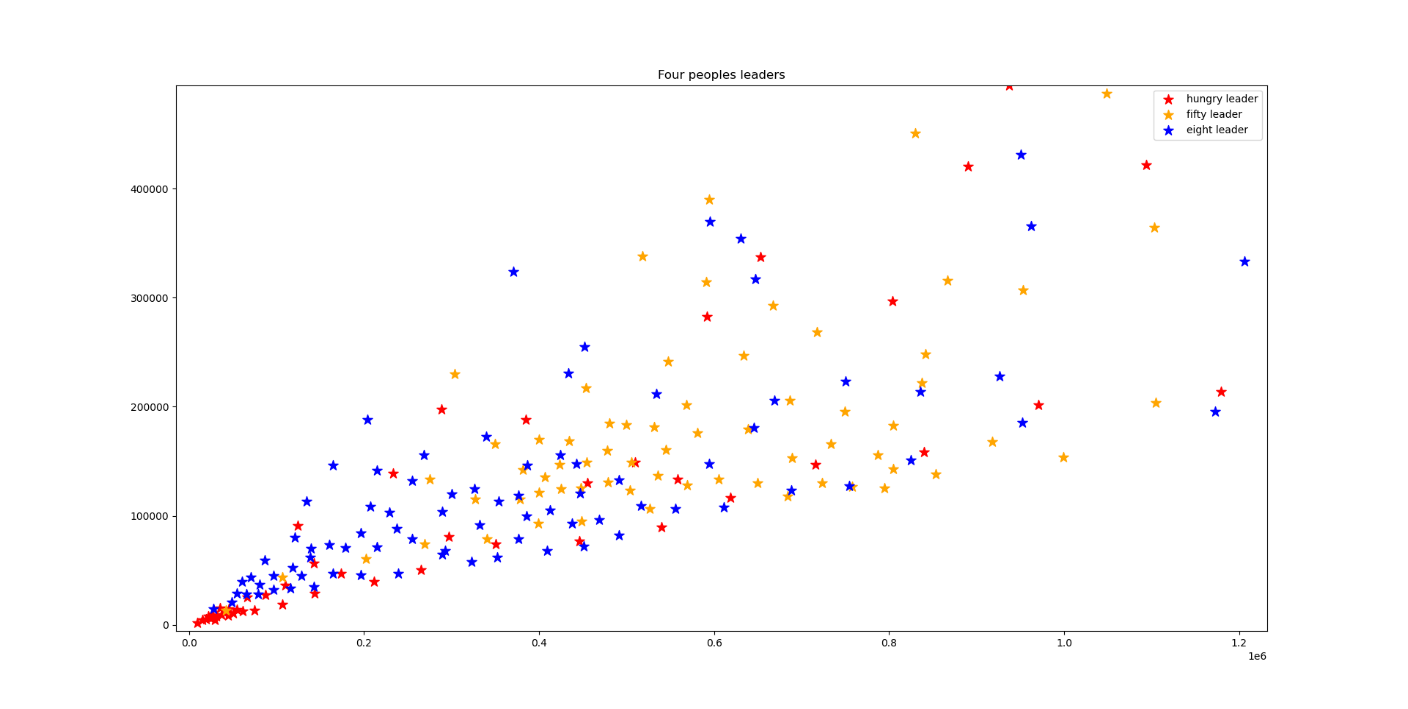 Four peoples leaders
hungry leader
fifty leader
eight leader
400000
300000
200000
100000
0
0.0 0.2 0.4 0.6 0.8 1.0 1.2
1e6